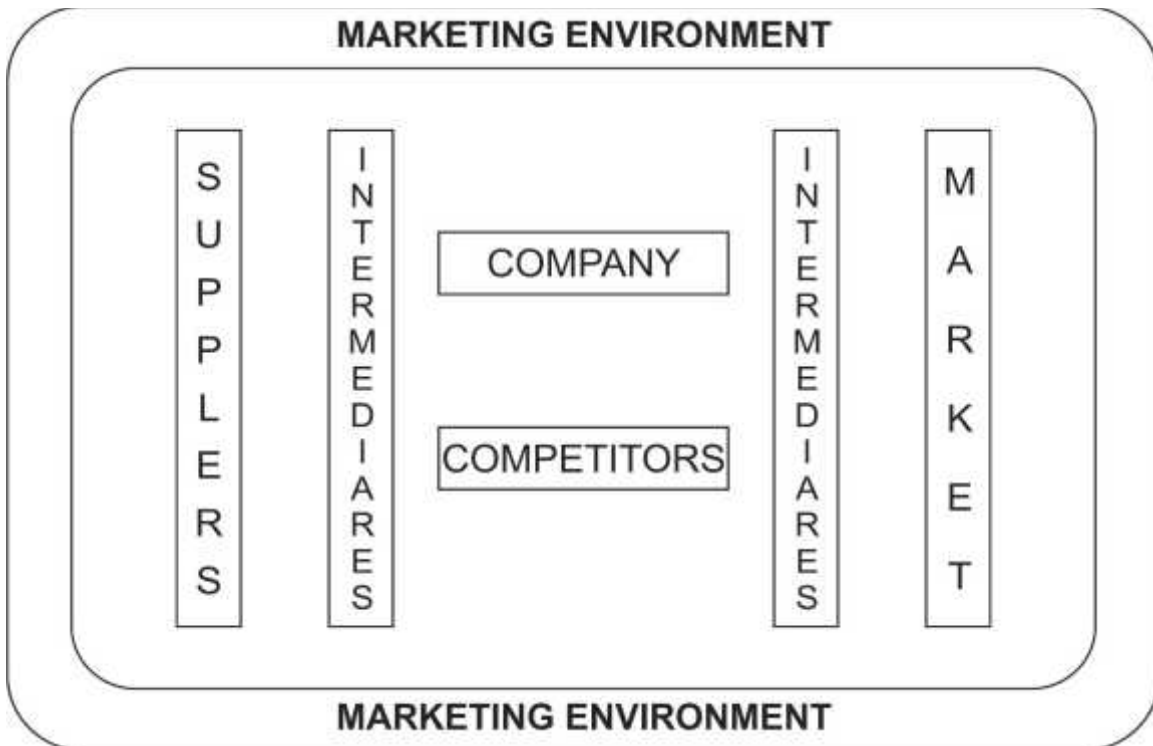 MARKETING ENVIRONMENT
SUPPLERS
INTERMEDIARES
COMPANY
COMPETITORS
INTERMEDIARES
MARKET
MARKETING ENVIRONMENT